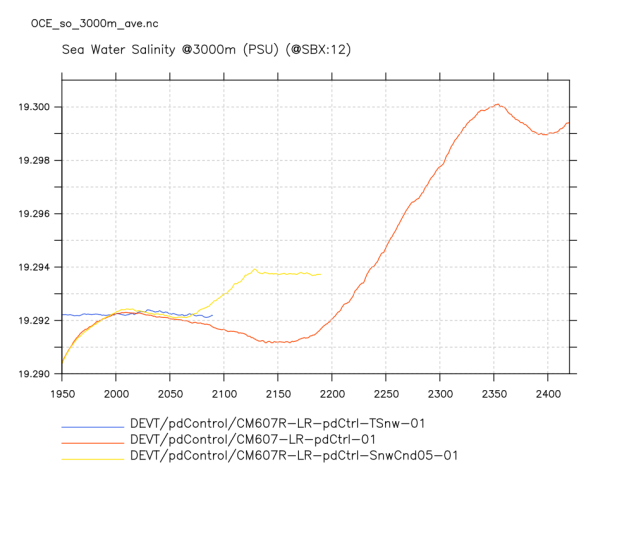 OCE_so_3000m_ave.nc
Sea Water Salinity @3000m (PSU) (@SBX:12)
19.300
19.298
19.296
19.294
19.292
19.290
1950 2000 2050 2100 2150 2200 2250 2300 2350 2400
DEVT/pdControl/CM607R-LR-pdCtrl-TSnw-01
DEVT/pdControl/CM607-LR-pdCtrl-01
DEVT/pdControl/CM607R-LR-pdCtrl-SnwCnd05-01